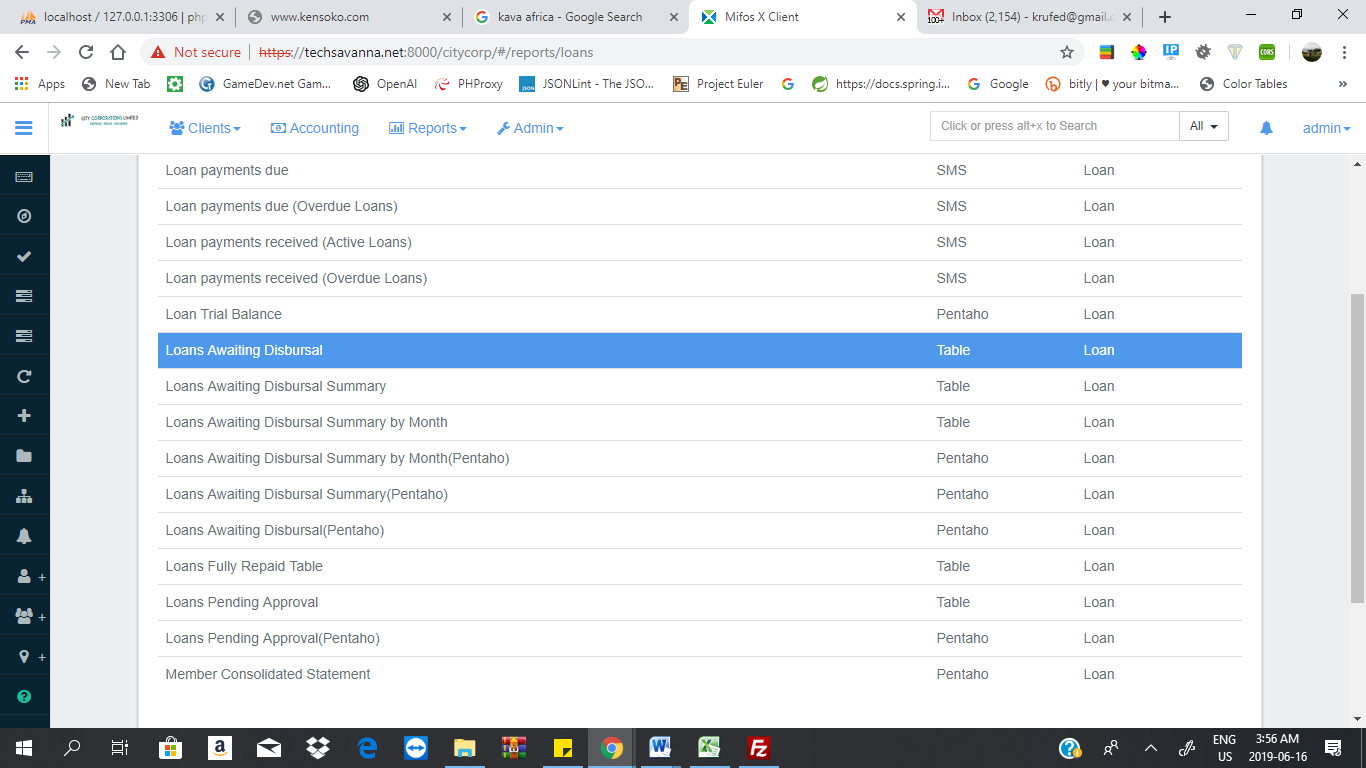 localhost / 127.0.0.1:3306 | php
www.kensoko.com
kava africa - Google Search
Mifos X Client
100+
Inbox (2,154) - krufed@gmail.c
Not secure | https://techsavanna.net:8000/citycorp/#/reports/loans
IP
CORS
Apps
New Tab
GameDev.net Gam...
OpenAI
PHProxy
JSON
JSONLint - The JSO...
PE
Project Euler
https://docs.spring.i...
Google
bitly | ♥ your bitma...
Color Tables
»
CITY CORPORATIONS LIMITED
Clients
Accounting
Reports
Admin
Click or press alt+x to Search
All
admin
Loan payments due SMS Loan
Loan payments due (Overdue Loans) SMS Loan
Loan payments received (Active Loans) SMS Loan
Loan payments received (Overdue Loans) SMS Loan
Loan Trial Balance Pentaho Loan
Loans Awaiting Disbursal Table Loan
Loans Awaiting Disbursal Summary Table Loan
Loans Awaiting Disbursal Summary by Month Table Loan
Loans Awaiting Disbursal Summary by Month(Pentaho) Pentaho Loan
Loans Awaiting Disbursal Summary(Pentaho) Pentaho Loan
Loans Awaiting Disbursal(Pentaho) Pentaho Loan
Loans Fully Repaid Table Table Loan
Loans Pending Approval Table Loan
Loans Pending Approval(Pentaho) Pentaho Loan
Member Consolidated Statement Pentaho Loan
ENG
US
3:56 AM
2019-06-16